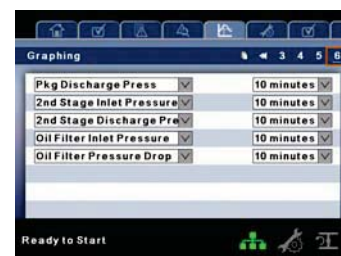 Graphing 3 4 5 6
Pkg Discharge Press 10 minutes
2nd Stage Inlet Pressure 10 minutes
2nd Stage Discharge Pre 10 minutes
Oil Filter Inlet Pressure 10 minutes
Oil Filter Pressure Drop 10 minutes
Ready to Start